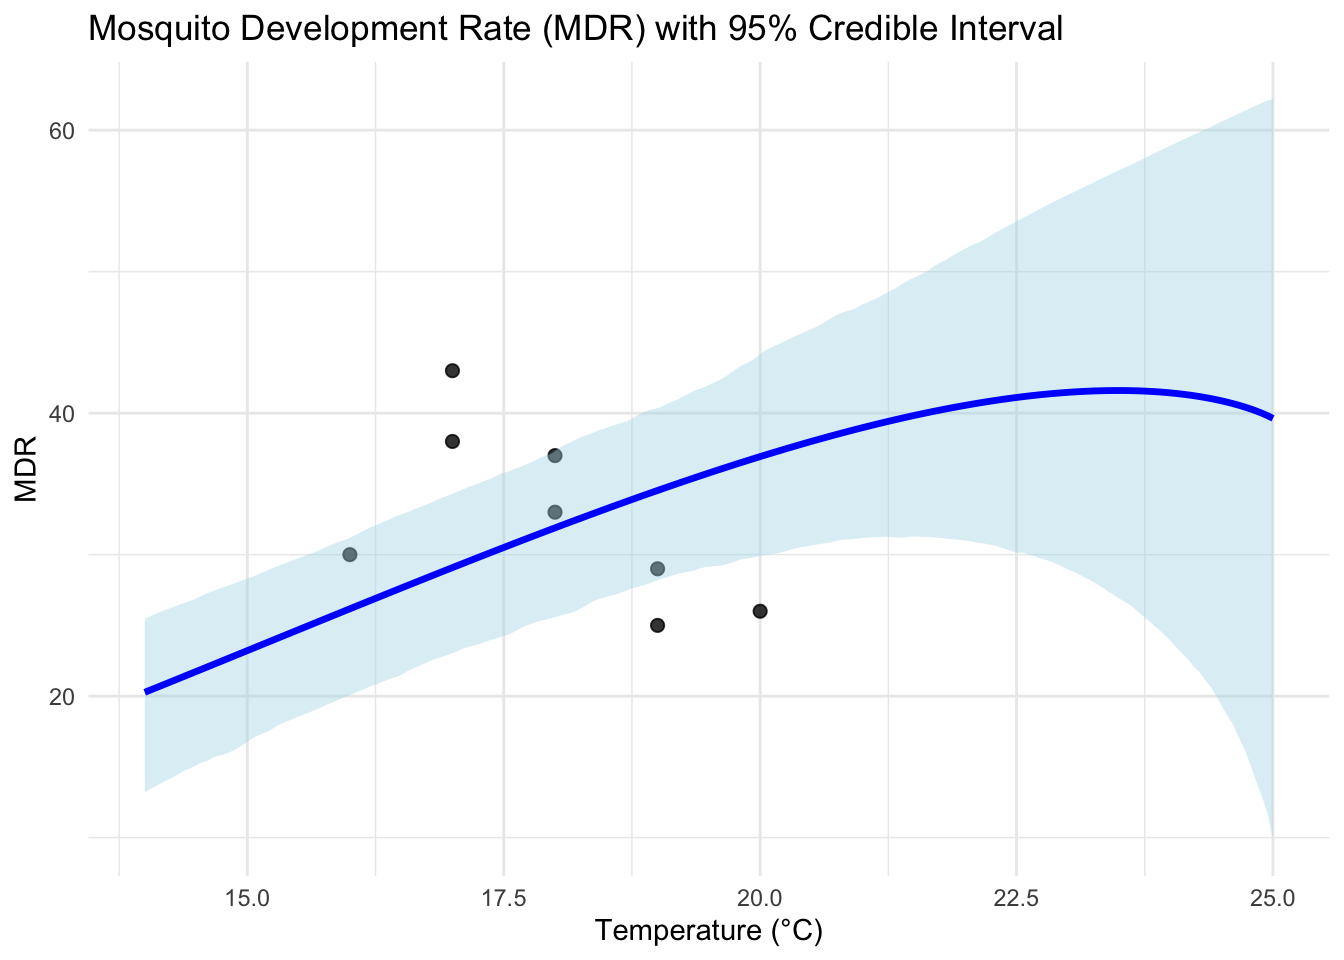 Mosquito Development Rate (MDR) with 95% Credible Interval
60
40
20
MDR
15.0 17.5 20.0 22.5 25.0
Temperature (°C)